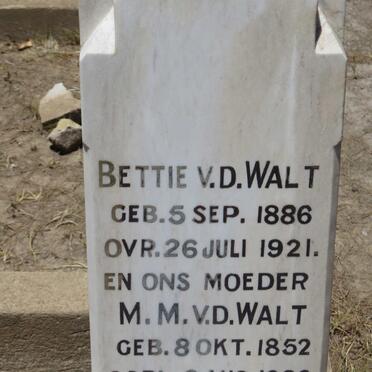 BETTIE V.D. WALT
GEB. 5 SEP. 1886
OVR. 26 JULI 1921.
EN ONS MOEDER
M. M. V.D. WALT
GEB. 8 OKT. 1852